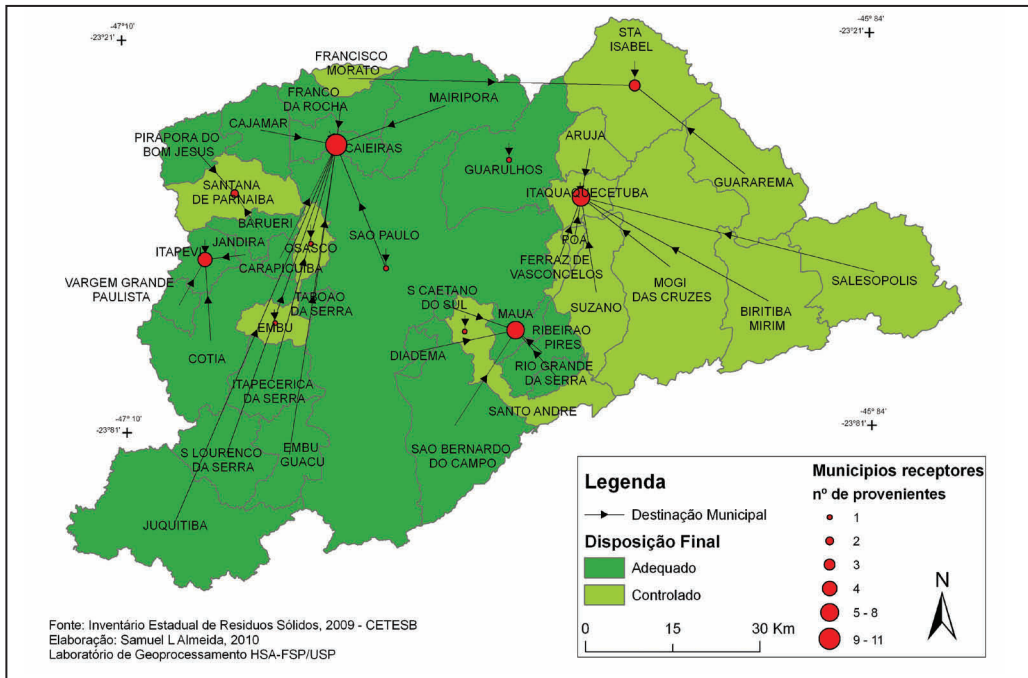 -47°10'
-23°21'
-45° 84'
-23°21'
STA
ISABEL
FRANCISCO
MORATO
FRANCO
DA ROCHA
MAIRIPORA
CAJAMAR
PIRAPORA DO
BOM JESUS
CAIEIRAS
ARUJA
GUARULHOS
GUARAREMA
SANTANA
DE PARNAIBA
ITAQUAQUECETUBA
BARUERI
JANDIRA
ITAPEVI
OSASCO
SAO PAULO
POA
CARAPICUIBA
FERRAZ DE
VASCONCELOS
SALESOPOLIS
VARGEM GRANDE
PAULISTA
TABOAO
DA SERRA
S CAETANO
DO SUL
MOGI
DAS CRUZES
SUZANO
BIRITIBA
MIRIM
EMBU
MAUA
RIBEIRAO
PIRES
COTIA
DIADEMA
RIO GRANDE
DA SERRA
ITAPECERICA
DA SERRA
SANTO ANDRE
-47° 10'
-23°81'
-45° 84'
-23°81'
S LOURENCO
DA SERRA
EMBU
GUACU
SAO BERNARDO
DO CAMPO
JUQUITIBA
Legenda
Destinação Municipal
Disposição Final
Adequado
Controlado
0 15 30 Km
Municipios receptores
nº de provenientes
1
2
3
4
5 - 8
9 - 11
N
Fonte: Inventário Estadual de Residuos Sólidos, 2009 - CETESB
Elaboração: Samuel L Almeida, 2010
Laboratório de Geoprocessamento HSA-FSP/USP